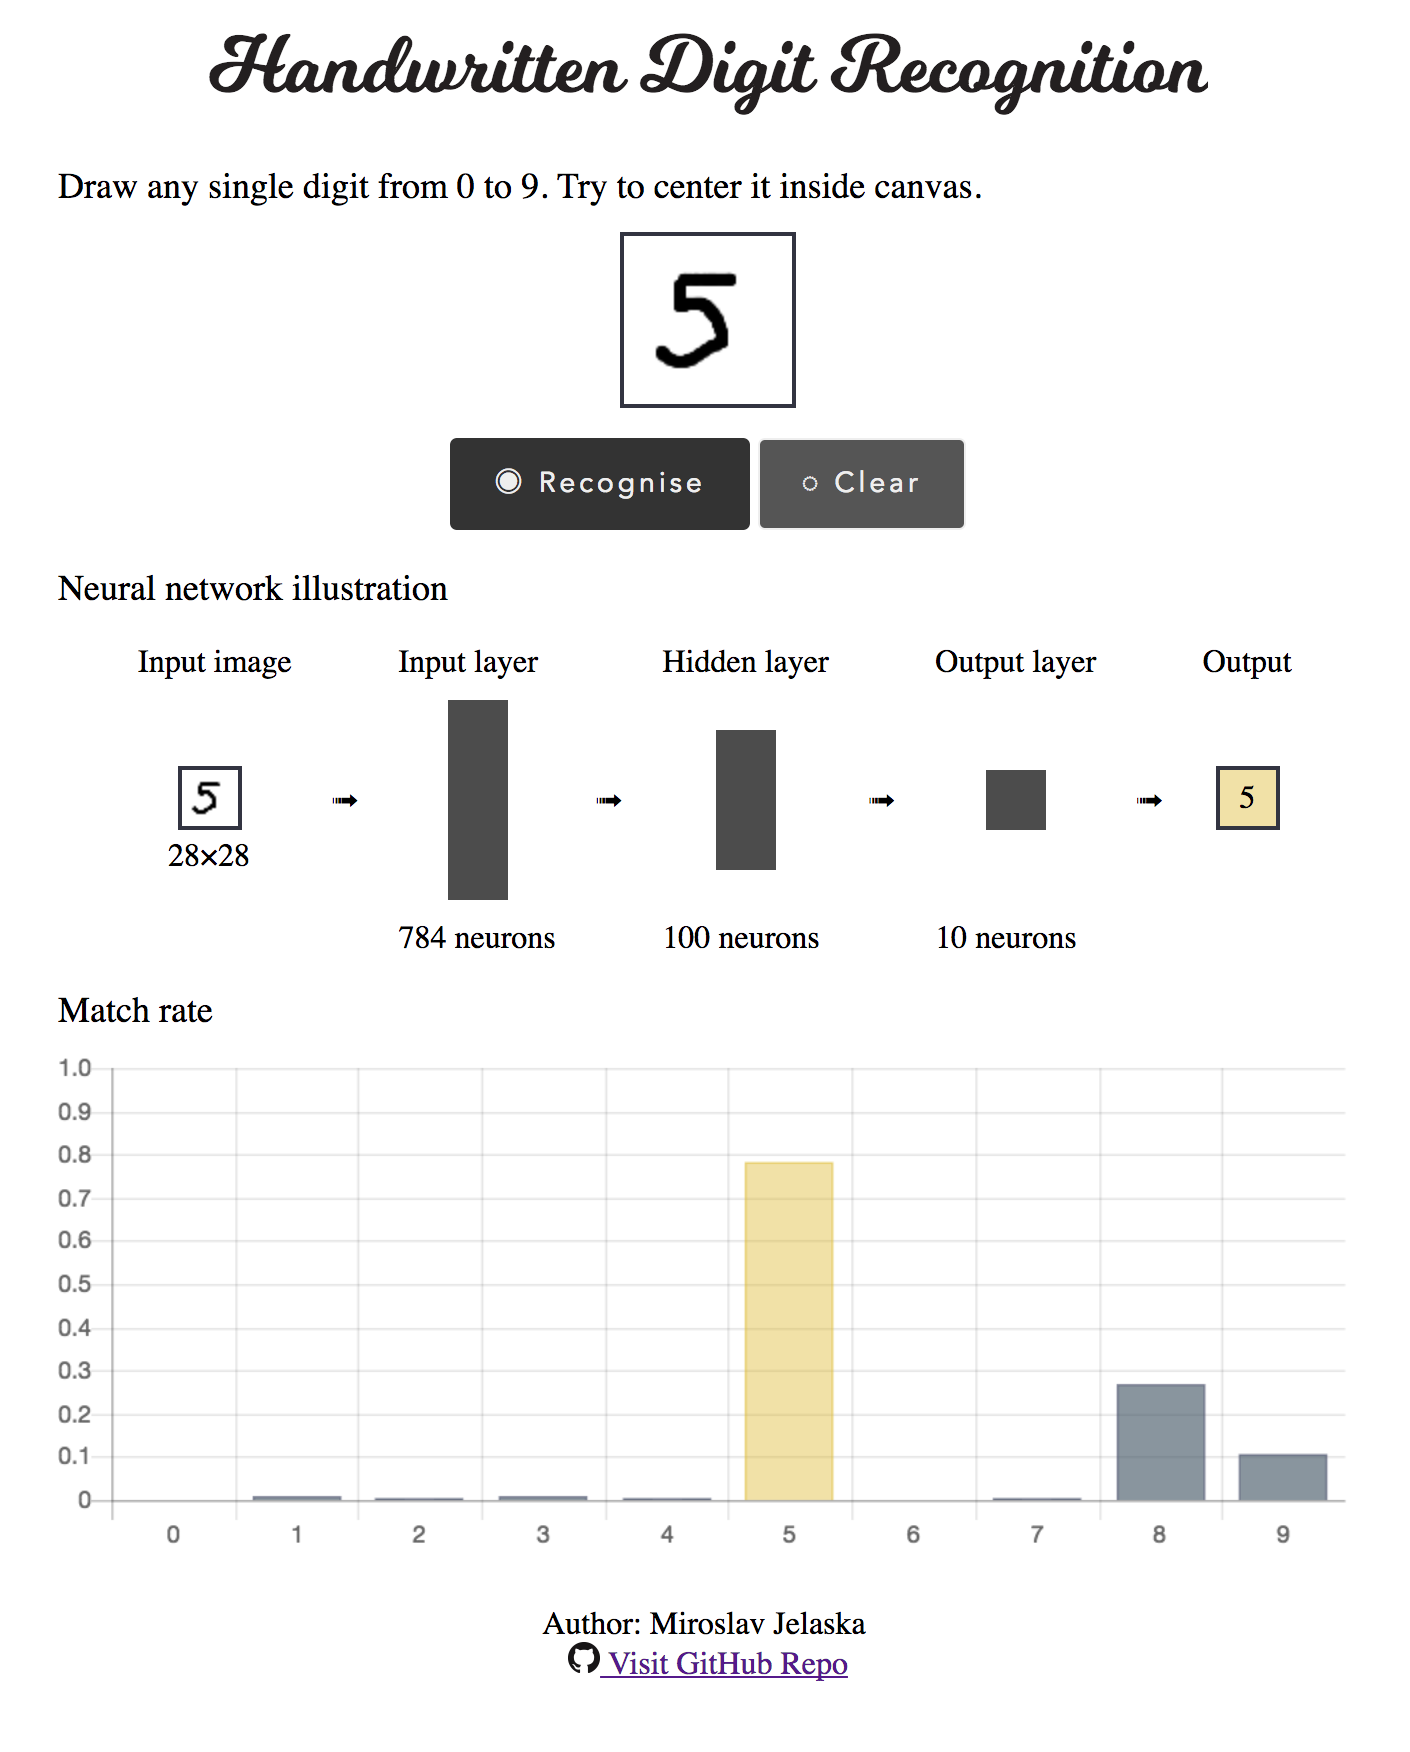 Handwritten Digit Recognition
Draw any single digit from 0 to 9. Try to center it inside canvas.
5
Recognise Clear
Neural network illustration
Input image Input layer Hidden layer Output layer Output
5 ➟ ➟ ➟ ➟ 5
28×28
784 neurons 100 neurons 10 neurons
Match rate
1.0
0.9
0.8
0.7
0.6
0.5
0.4
0.3
0.2
0.1
0
0 1 2 3 4 5 6 7 8 9
Author: Miroslav Jelaska
Visit GitHub Repo